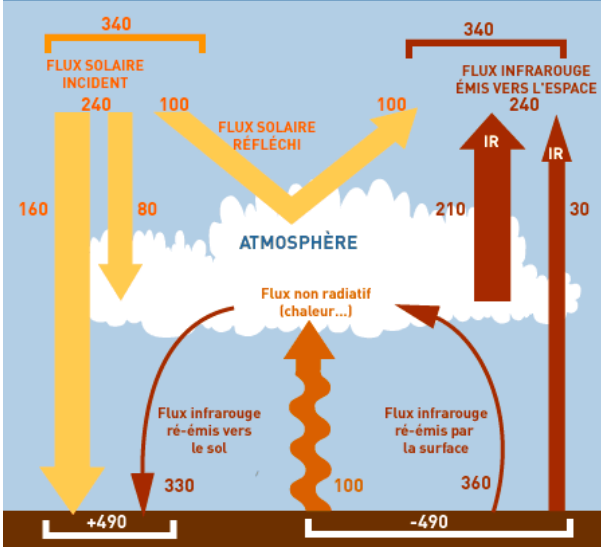 340
FLUX SOLAIRE
INCIDENT
240
100
160
80
FLUX SOLAIRE
RÉFLÉCHI
340
FLUX INFRAROUGE
ÉMIS VERS L'ESPACE
100
240
IR
IR
210
30
ATMOSPHÈRE
Flux non radiatif
(chaleur...)
Flux infrarouge
ré-émis vers
le sol
Flux infrarouge
ré-émis par
la surface
330
100
360
+490
-490